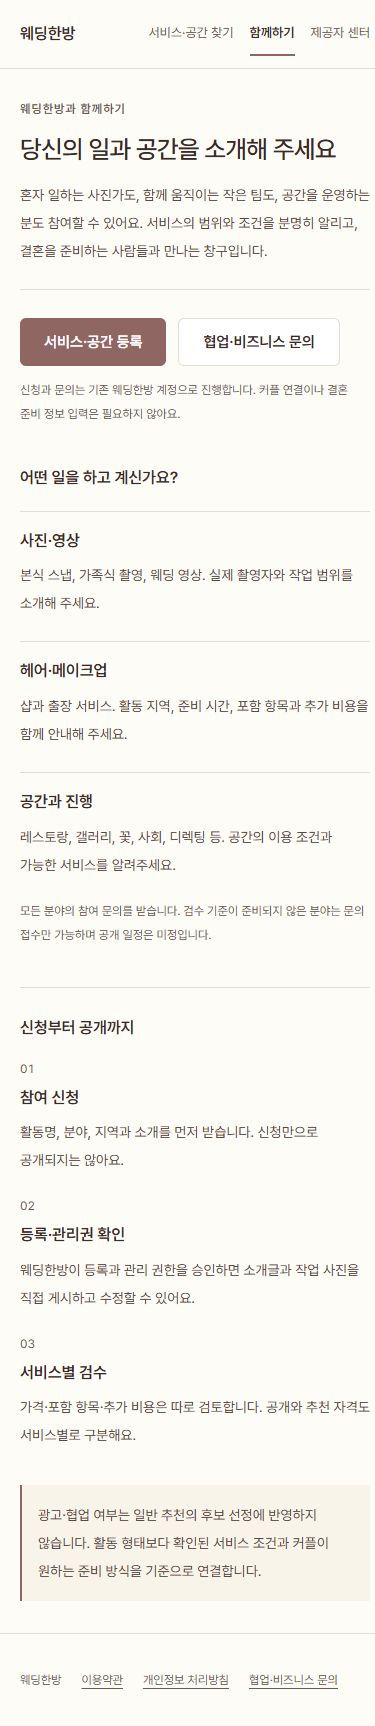 웨딩한방 서비스·공간 찾기 함께하기 제공자 센터
웨딩한방과 함께하기
당신의 일과 공간을 소개해 주세요
혼자 일하는 사진가도, 함께 움직이는 작은 팀도, 공간을 운영하는
분도 참여할 수 있어요. 서비스의 범위와 조건을 분명히 알리고,
결혼을 준비하는 사람들과 만나는 창구입니다.
서비스·공간 등록 협업·비즈니스 문의
신청과 문의는 기존 웨딩한방 계정으로 진행합니다. 커플 연결이나 결혼
준비 정보 입력은 필요하지 않아요.
어떤 일을 하고 계신가요?
사진·영상
본식 스냅, 가족식 촬영, 웨딩 영상. 실제 촬영자와 작업 범위를
소개해 주세요.
헤어·메이크업
샵과 출장 서비스. 활동 지역, 준비 시간, 포함 항목과 추가 비용을
함께 안내해 주세요.
공간과 진행
레스토랑, 갤러리, 꽃, 사회, 디렉팅 등. 공간의 이용 조건과
가능한 서비스를 알려주세요.
모든 분야의 참여 문의를 받습니다. 검수 기준이 준비되지 않은 분야는 문의
접수만 가능하며 공개 일정은 미정입니다.
신청부터 공개까지
01
참여 신청
활동명, 분야, 지역과 소개를 먼저 받습니다. 신청만으로
공개되지는 않아요.
02
등록·관리권 확인
웨딩한방이 등록과 관리 권한을 승인하면 소개글과 작업 사진을
직접 게시하고 수정할 수 있어요.
03
서비스별 검수
가격·포함 항목·추가 비용은 따로 검토합니다. 공개와 추천 자격도
서비스별로 구분해요.
광고·협업 여부는 일반 추천의 후보 선정에 반영하지
않습니다. 활동 형태보다 확인된 서비스 조건과 커플이
원하는 준비 방식을 기준으로 연결합니다.
웨딩한방 이용약관 개인정보 처리방침 협업·비즈니스 문의